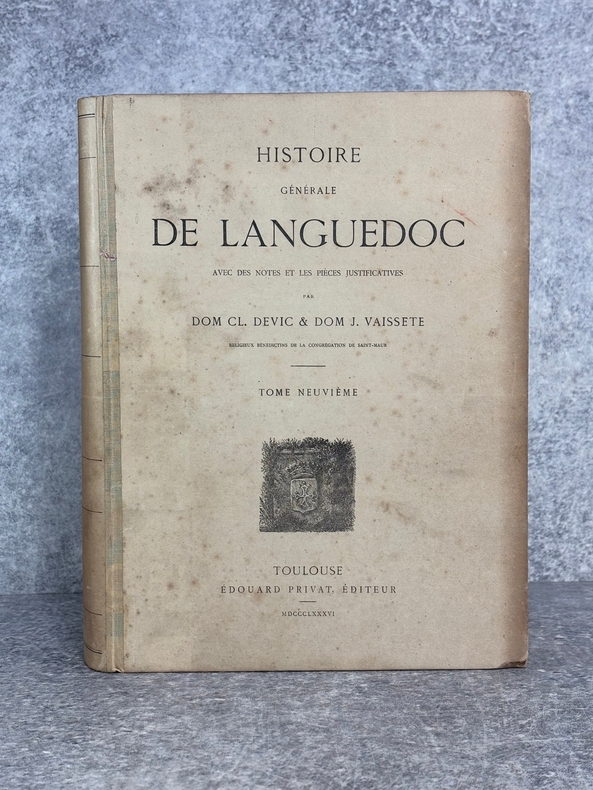 HISTOIRE
GÉNÉRALE
DE LANGUEDOC
AVEC DES NOTES ET LES PIÈCES JUSTIFICATIVES
PAR
DOM CL. DEVIC & DOM J. VAISSETE
RELIGIEUX BÉNÉDICTINS DE LA CONGRÉGATION DE SAINT-MAUR
TOME NEUVIÈME
TOULOUSE
ÉDOUARD PRIVAT, ÉDITEUR
MDCCCLXXXVI